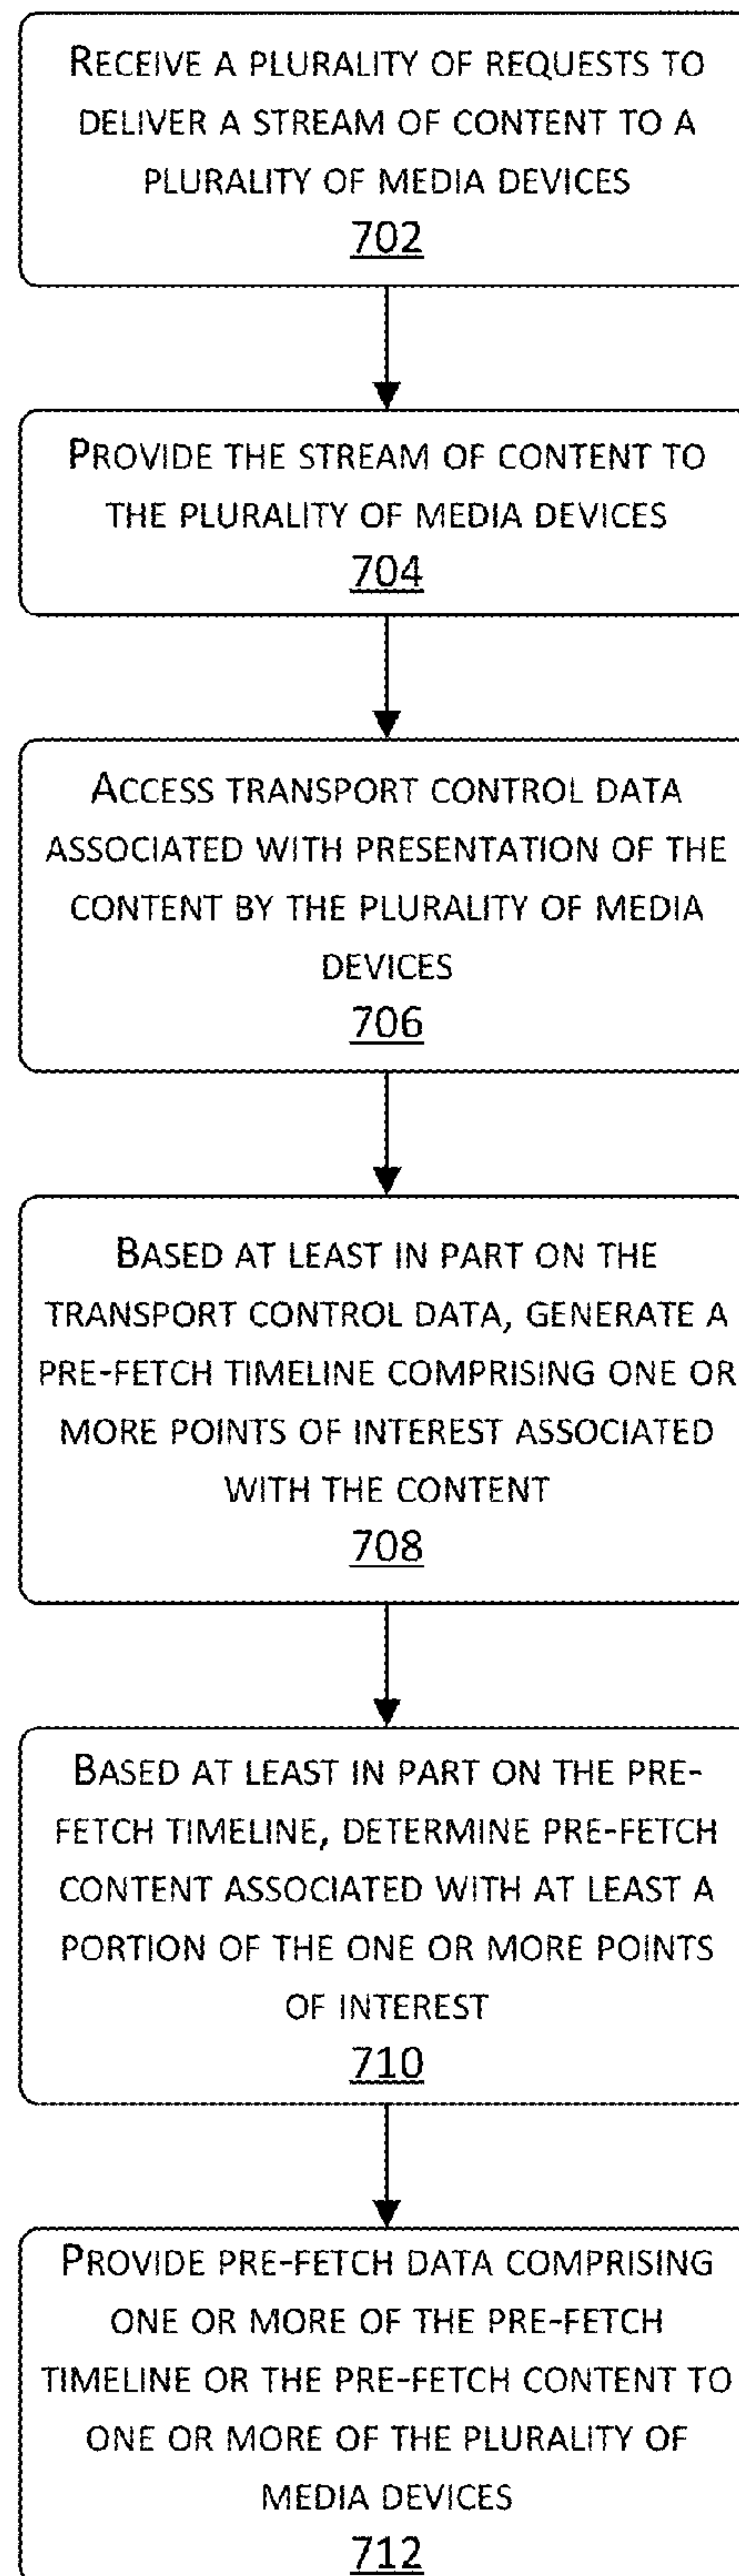 RECEIVE A PLURALITY OF REQUESTS TO
DELIVER A STREAM OF CONTENT TO A
PLURALITY OF MEDIA DEVICES
702
PROVIDE THE STREAM OF CONTENT TO
THE PLURALITY OF MEDIA DEVICES
704
ACCESS TRANSPORT CONTROL DATA
ASSOCIATED WITH PRESENTATION OF THE
CONTENT BY THE PLURALITY OF MEDIA
DEVICES
706
BASED AT LEAST IN PART ON THE
TRANSPORT CONTROL DATA, GENERATE A
PRE-FETCH TIMELINE COMPRISING ONE OR
MORE POINTS OF INTEREST ASSOCIATED
WITH THE CONTENT
708
BASED AT LEAST IN PART ON THE PRE-
FETCH TIMELINE, DETERMINE PRE-FETCH
CONTENT ASSOCIATED WITH AT LEAST A
PORTION OF THE ONE OR MORE POINTS
OF INTEREST
710
PROVIDE PRE-FETCH DATA COMPRISING
ONE OR MORE OF THE PRE-FETCH
TIMELINE OR THE PRE-FETCH CONTENT TO
ONE OR MORE OF THE PLURALITY OF
MEDIA DEVICES
712